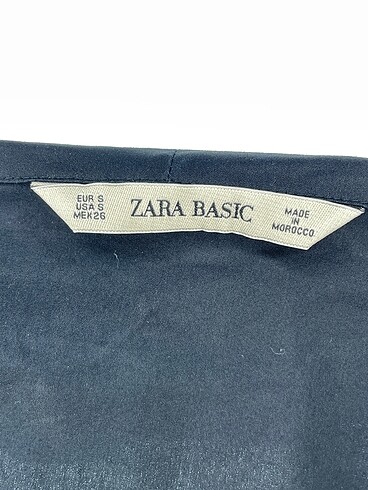 EUR S
USA S
MEX 26
ZARA BASIC
MADE
IN
MOROCCO